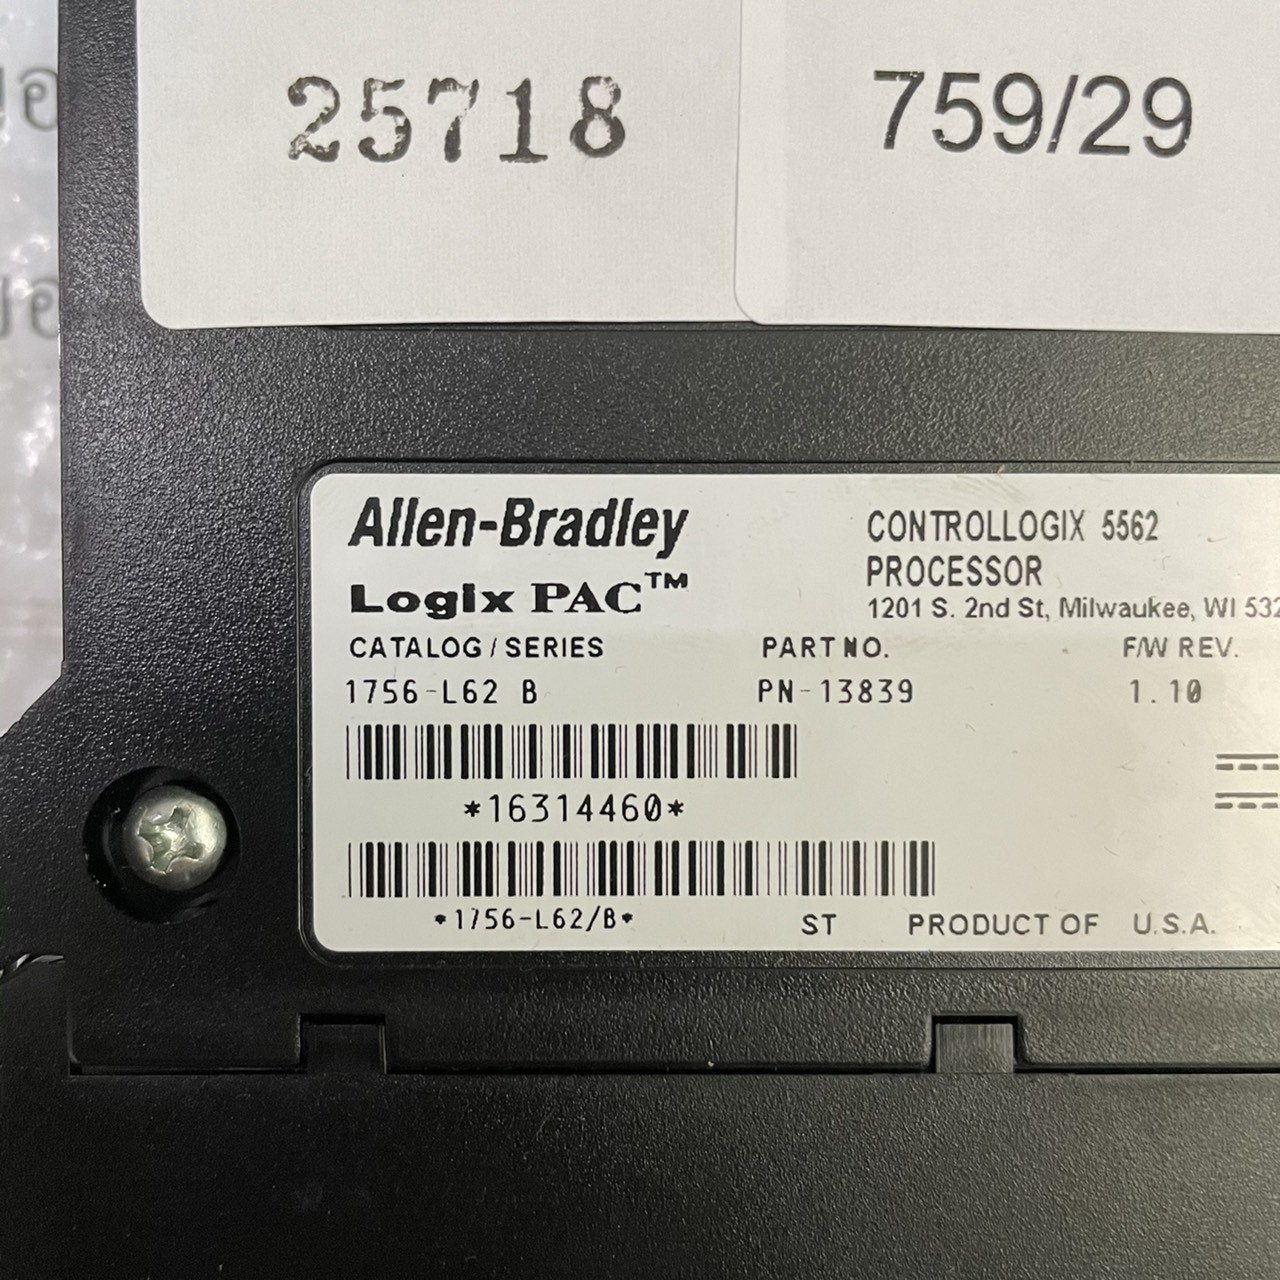 25718
759/29
Allen-Bradley
Logix PAC™
CONTROLLOGIX 5562
PROCESSOR
1201 S. 2nd St, Milwaukee, WI 532
CATALOG / SERIES PART NO. F/W REV.
1756-L62 B PN-13839 1.10
*16314460*
*1756-L62/B* ST PRODUCT OF U.S.A.